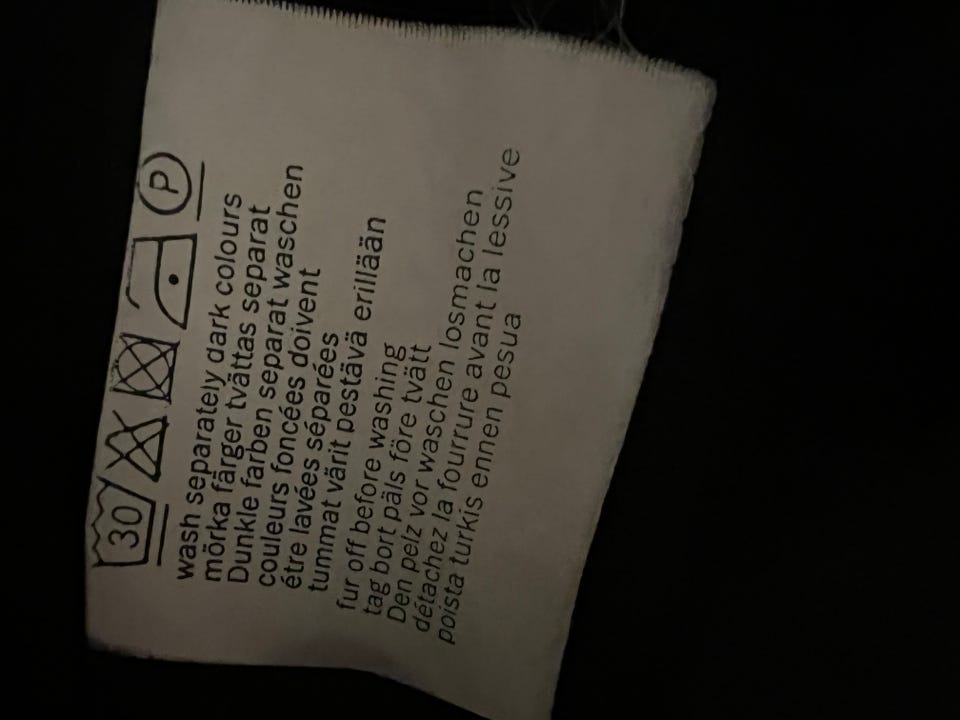 30 P
wash separately dark colours
mörka färger tvättas separat
Dunkle farben separat waschen
couleurs foncées doivent
étre lavées séparées
tummat värit pestävä erillään
fur off before washing
tag bort päls före tvätt
Den pelz vor waschen losmachen
détachez la fourrure avant la lessive
poista turkis ennen pesua